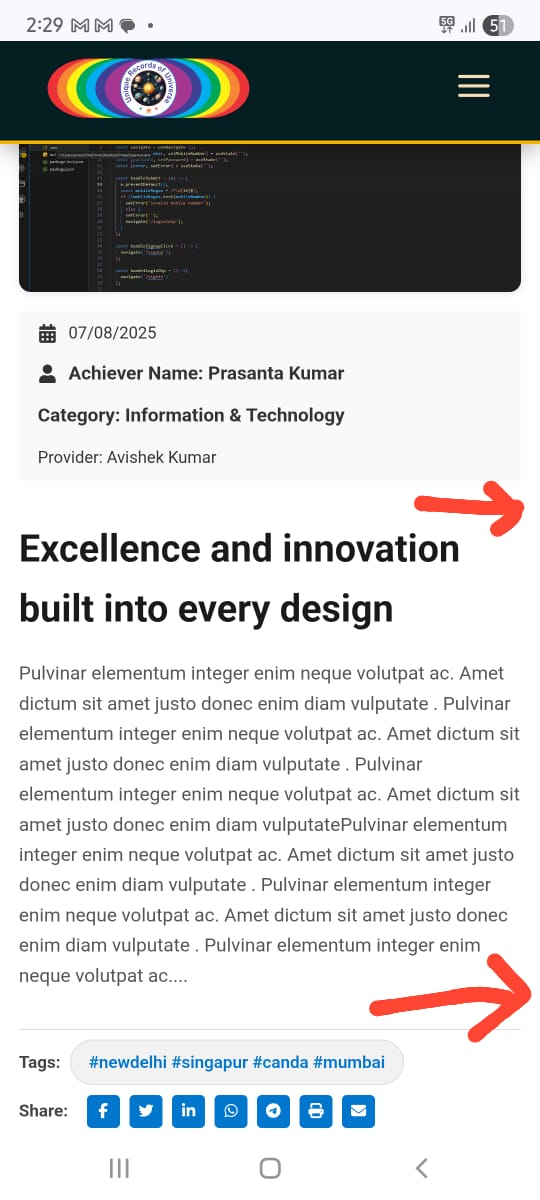 2:29
5G
51
Unique Records of Universe
07/08/2025
Achiever Name: Prasanta Kumar
Category: Information & Technology
Provider: Avishek Kumar
Excellence and innovation
built into every design
Pulvinar elementum integer enim neque volutpat ac. Amet
dictum sit amet justo donec enim diam vulputate . Pulvinar
elementum integer enim neque volutpat ac. Amet dictum sit
amet justo donec enim diam vulputate . Pulvinar
elementum integer enim neque volutpat ac. Amet dictum sit
amet justo donec enim diam vulputatePulvinar elementum
integer enim neque volutpat ac. Amet dictum sit amet justo
donec enim diam vulputate . Pulvinar elementum integer
enim neque volutpat ac. Amet dictum sit amet justo donec
enim diam vulputate . Pulvinar elementum integer enim
neque volutpat ac....
Tags: #newdelhi #singapur #canda #mumbai
Share: